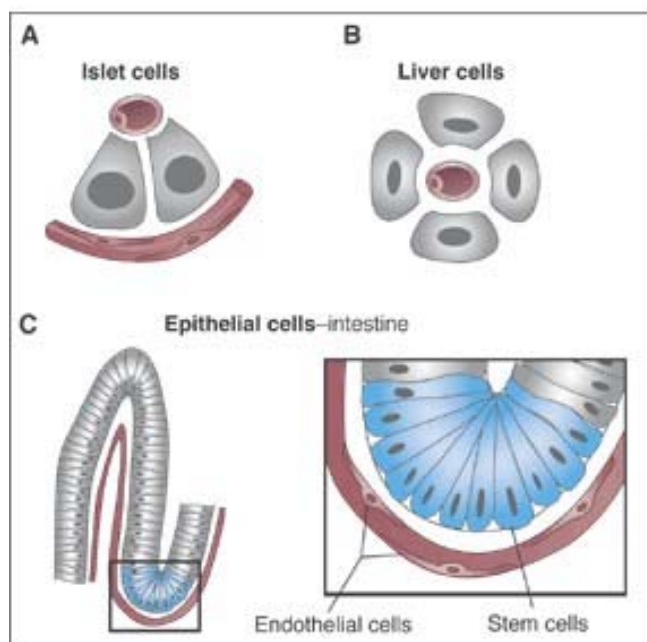 A
Islet cells
B
Liver cells
C
Epithelial cells–intestine
Endothelial cells
Stem cells